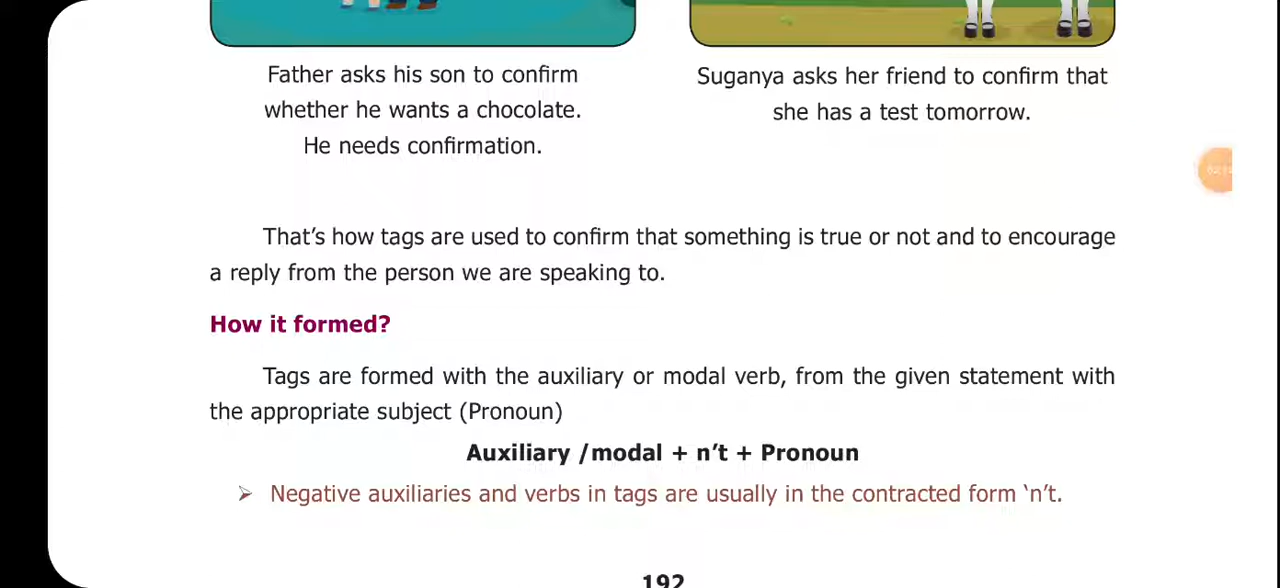 Father asks his son to confirm
whether he wants a chocolate.
He needs confirmation.
Suganya asks her friend to confirm that
she has a test tomorrow.
That’s how tags are used to confirm that something is true or not and to encourage
a reply from the person we are speaking to.
How it formed?
Tags are formed with the auxiliary or modal verb, from the given statement with
the appropriate subject (Pronoun)
Auxiliary /modal + n’t + Pronoun
➢ Negative auxiliaries and verbs in tags are usually in the contracted form ‘n’t.
192